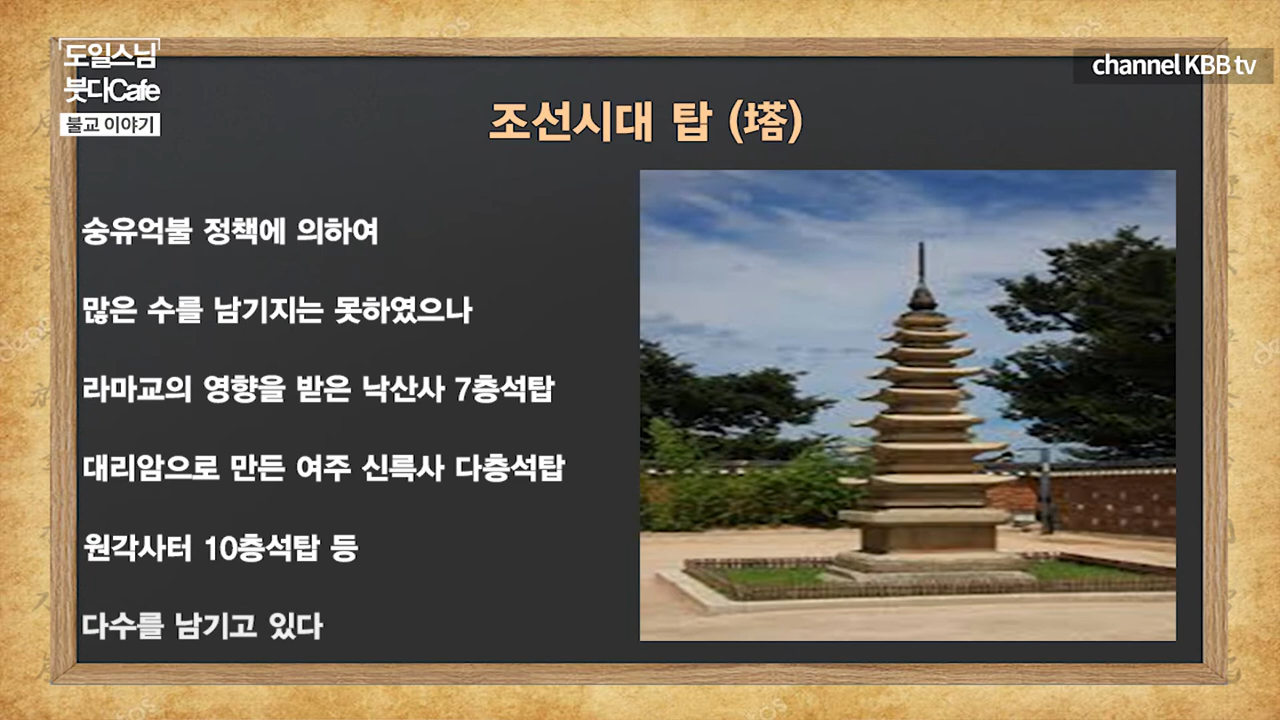 도일스님
붓다Cafe
불교 이야기
channel KBB tv
조선시대 탑 (塔)
숭유억불 정책에 의하여
많은 수를 남기지는 못하였으나
라마교의 영향을 받은 낙산사 7층석탑
대리암으로 만든 여주 신륵사 다층석탑
원각사터 10층석탑 등
다수를 남기고 있다